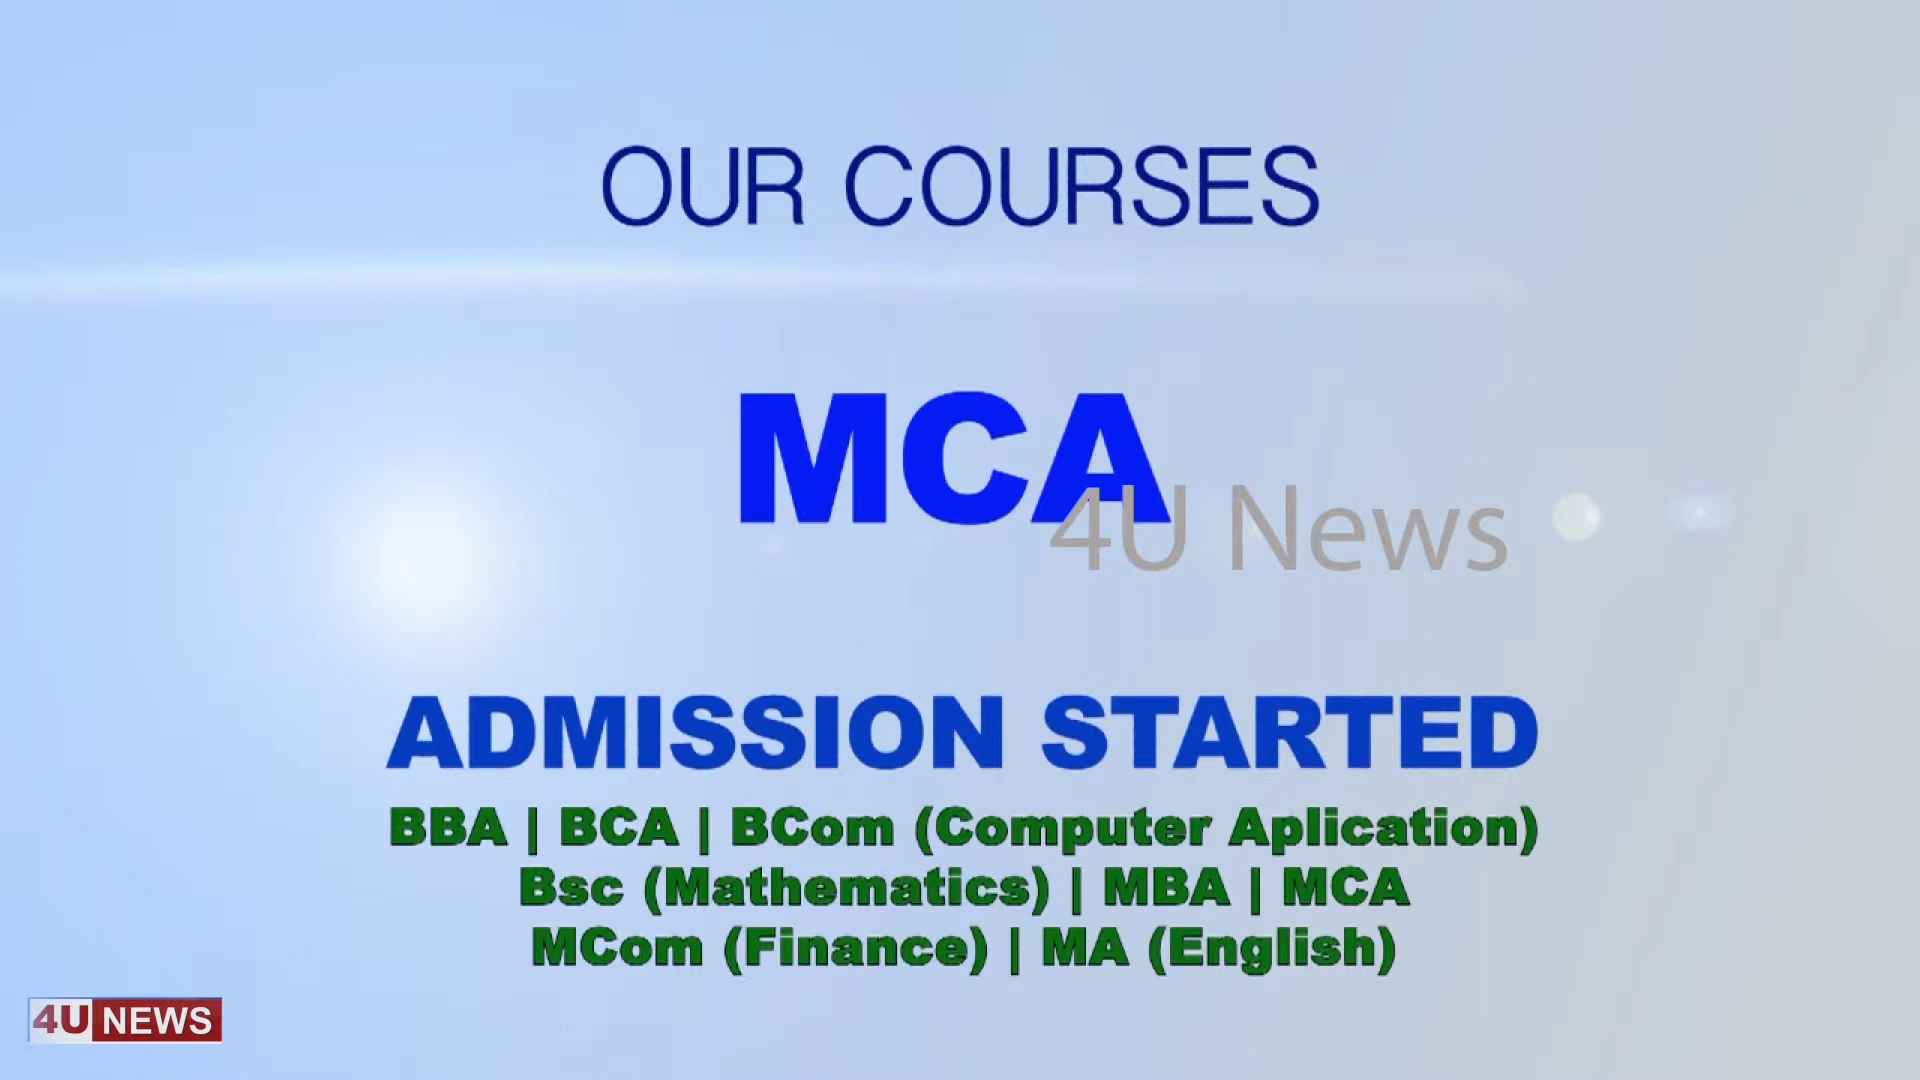 OUR COURSES
MCA
4U News
ADMISSION STARTED
BBA | BCA | BCom (Computer Aplication)
Bsc (Mathematics) | MBA | MCA
MCom (Finance) | MA (English)
4U NEWS